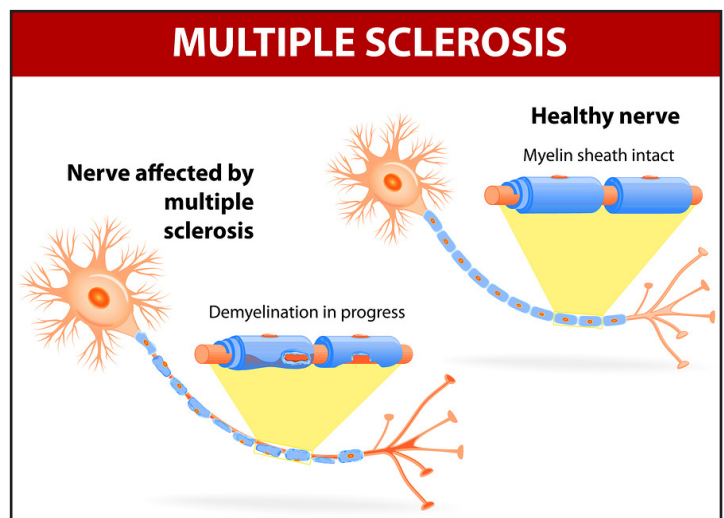 MULTIPLE SCLEROSIS
Healthy nerve
Myelin sheath intact
Nerve affected by
multiple
sclerosis
Demyelination in progress